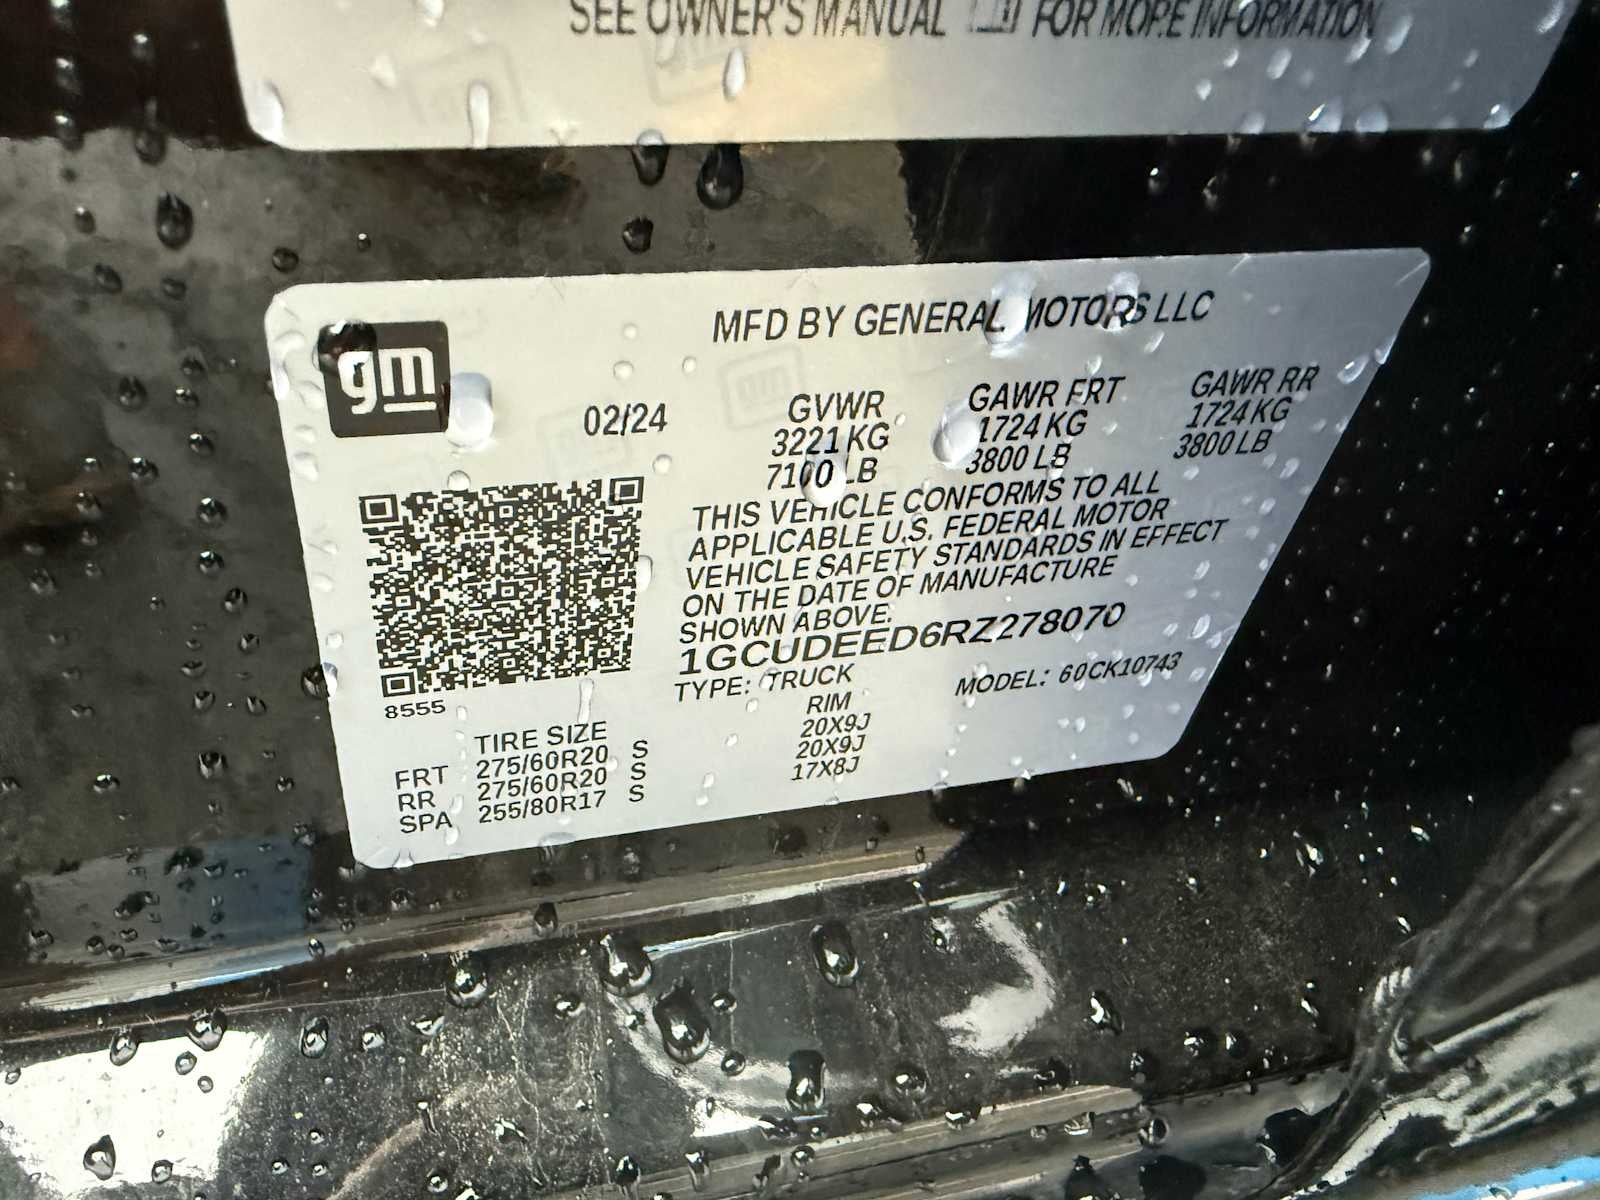 SEE OWNER'S MANUAL FOR MORE INFORMATION
MFD BY GENERAL MOTORS LLC
gm
02/24
GVWR GAWR FRT GAWR RR
3221 KG 1724 KG 1724 KG
7100 LB 3800 LB 3800 LB
THIS VEHICLE CONFORMS TO ALL
APPLICABLE U.S. FEDERAL MOTOR
VEHICLE SAFETY STANDARDS IN EFFECT
ON THE DATE OF MANUFACTURE
SHOWN ABOVE.
1GCUDEED6RZ278070
TYPE: TRUCK MODEL: 60CK10743
8555
TIRE SIZE RIM
FRT 275/60R20 S 20X9J
RR 275/60R20 S 20X9J
SPA 255/80R17 S 17X8J